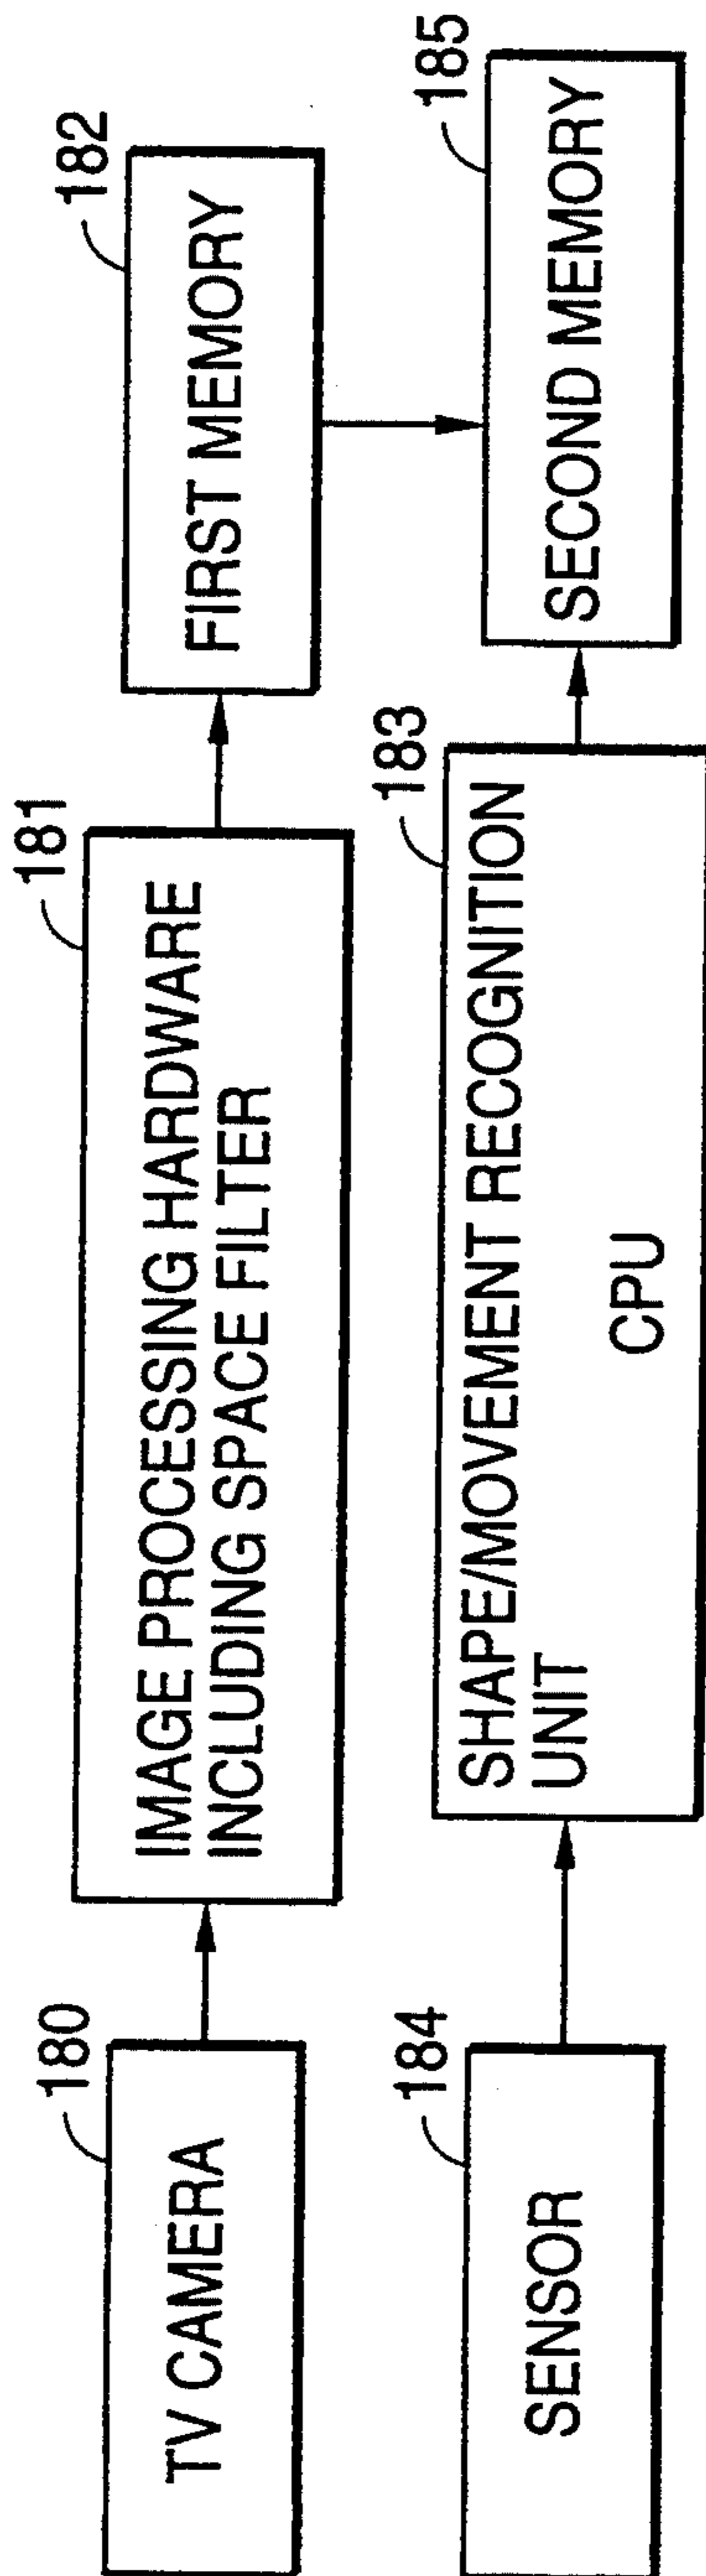 180
TV CAMERA
181
IMAGE PROCESSING HARDWARE
INCLUDING SPACE FILTER
182
FIRST MEMORY
184
SENSOR
183
SHAPE/MOVEMENT RECOGNITION
UNIT
CPU
185
SECOND MEMORY